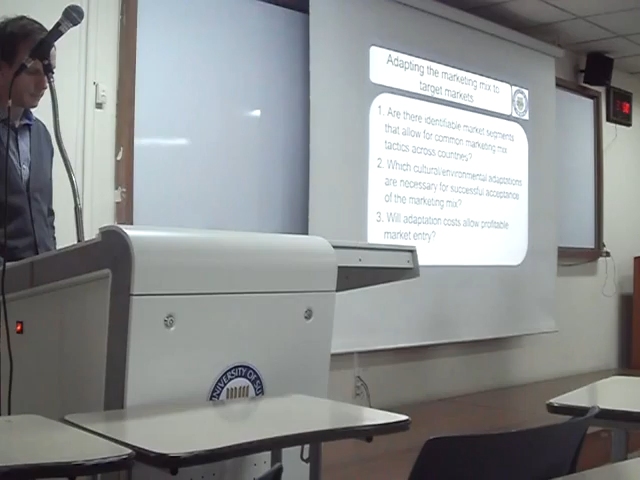 Adapting the marketing mix to
target markets
1. Are there identifiable market segments
that allow for common marketing mix
tactics across countries?
2. Which cultural/environmental adaptations
are necessary for successful acceptance
of the marketing mix?
3. Will adaptation costs allow profitable
market entry?
UNIVERSITY OF SU